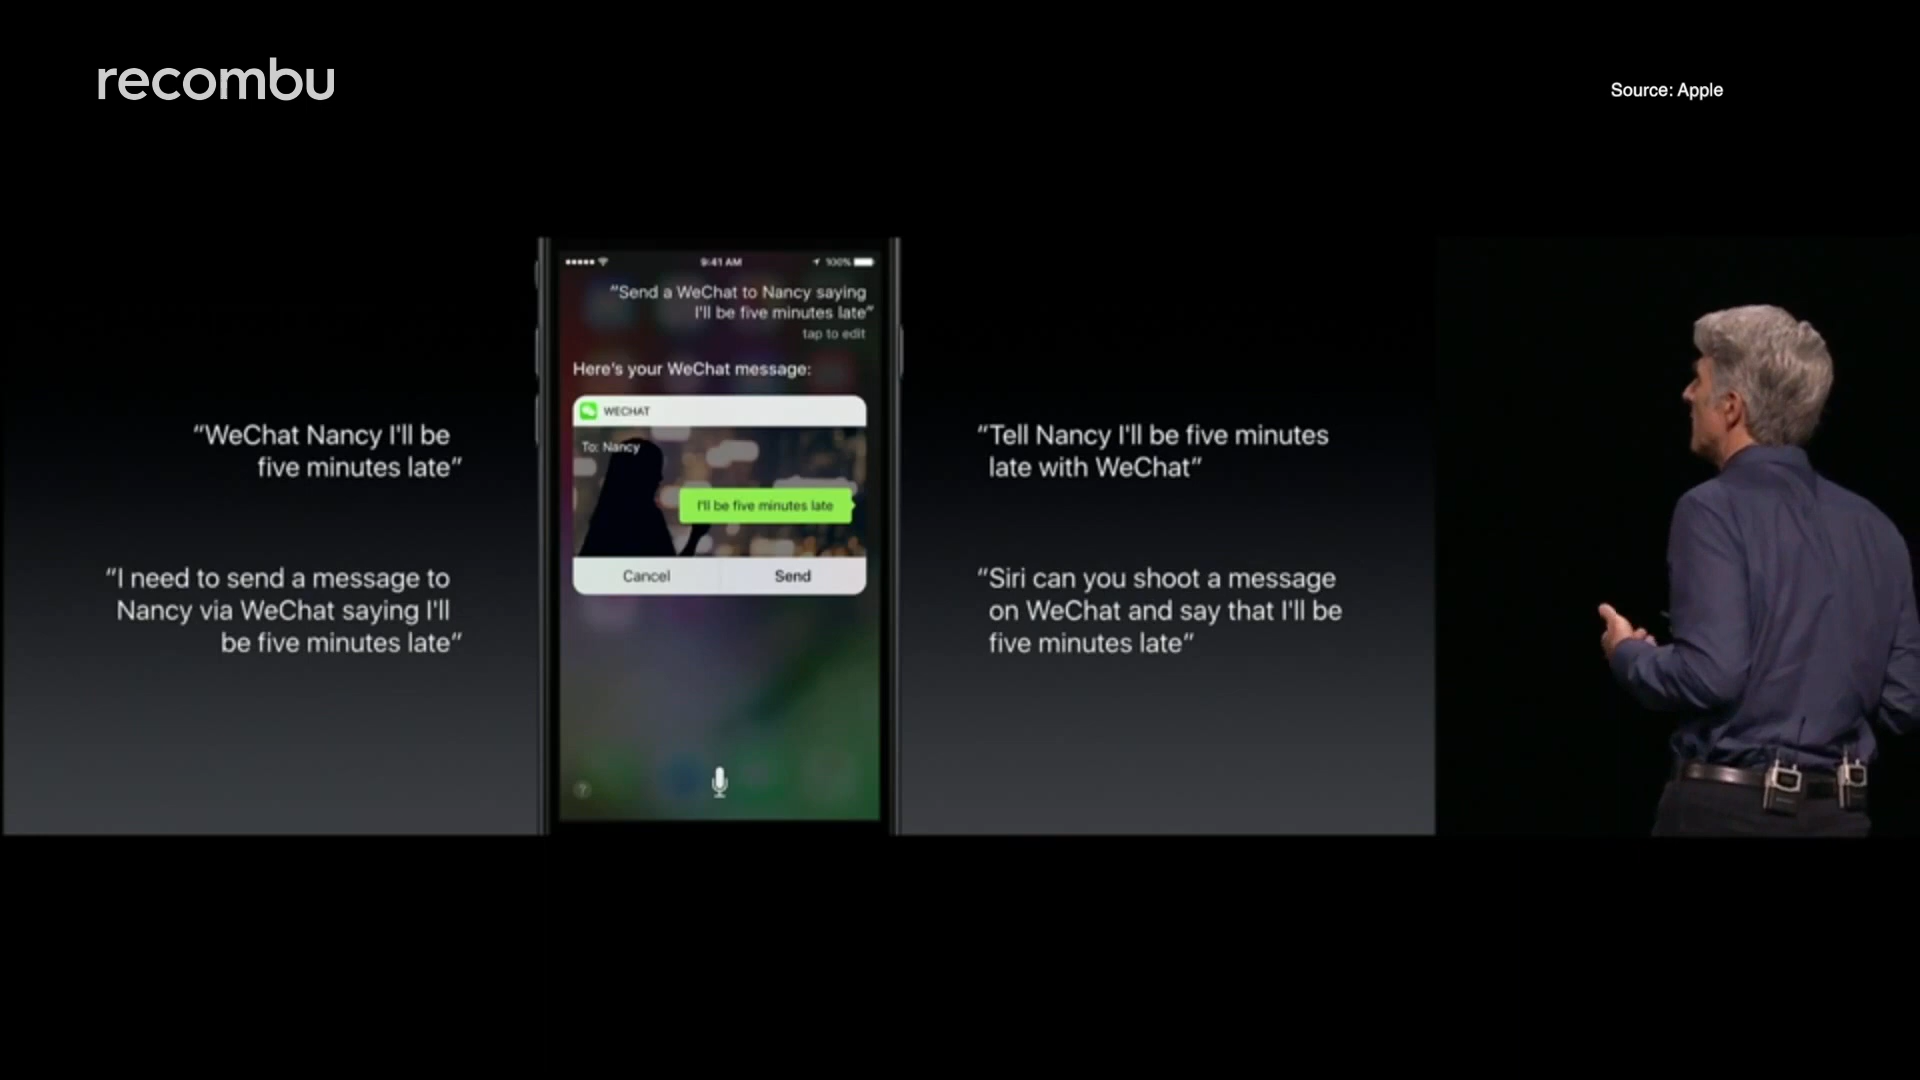 recombu
Source: Apple
9:41 AM
100%
“Send a WeChat to Nancy saying
I'll be five minutes late”
tap to edit
Here's your WeChat message:
WECHAT
To: Nancy
I'll be five minutes late
Cancel
Send
?
“WeChat Nancy I'll be
five minutes late”
“I need to send a message to
Nancy via WeChat saying I'll
be five minutes late”
“Tell Nancy I'll be five minutes
late with WeChat”
“Siri can you shoot a message
on WeChat and say that I'll be
five minutes late”